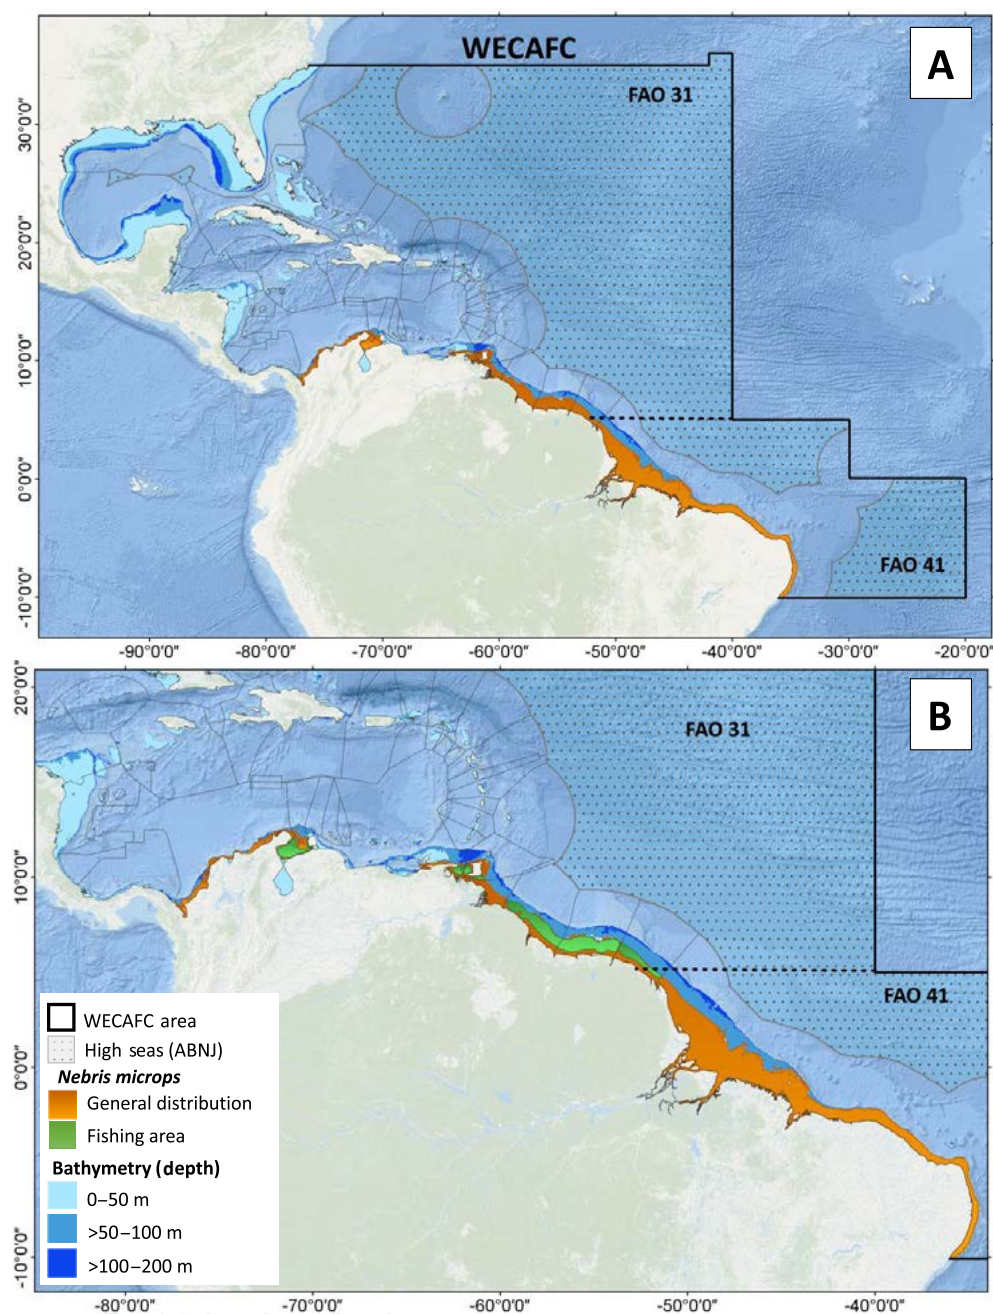 WECAFC
A
FAO 31
30°0'0"
20°0'0"
10°0'0"
0°0'0"
-10°0'0"
FAO 41
-90°0'0"
-80°0'0"
-70°0'0"
-60°0'0"
-50°0'0"
-40°0'0"
-30°0'0"
-20°0'0"
20°0'0"
B
FAO 31
10°0'0"
FAO 41
WECAFC area
High seas (ABNJ)
Nebris microps
General distribution
Fishing area
Bathymetry (depth)
0–50 m
>50–100 m
>100–200 m
0°0'0"
-10°0'0"
-80°0'0"
-70°0'0"
-60°0'0"
-50°0'0"
-40°0'0"